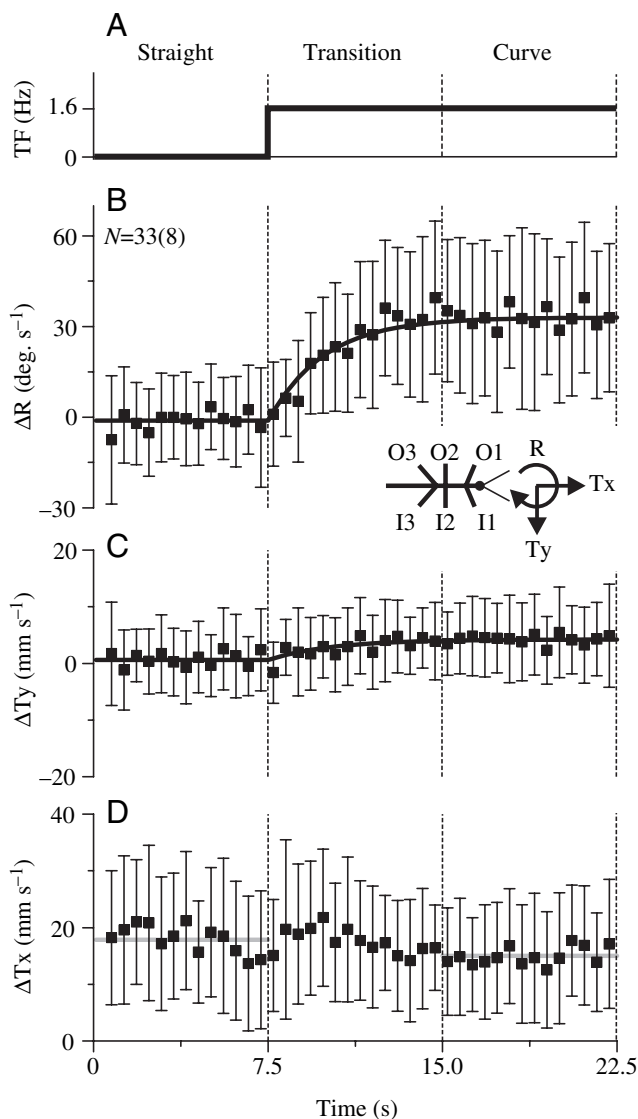 A
Straight Transition Curve
TF (Hz)
1.6
0
B
N=33(8)
ΔR (deg. s⁻¹)
60
30
0
–30
O3 O2 O1 R
Tx
I3 I2 I1
Ty
C
ΔTy (mm s⁻¹)
20
0
–20
D
ΔTx (mm s⁻¹)
40
20
0
0 7.5 15.0 22.5
Time (s)